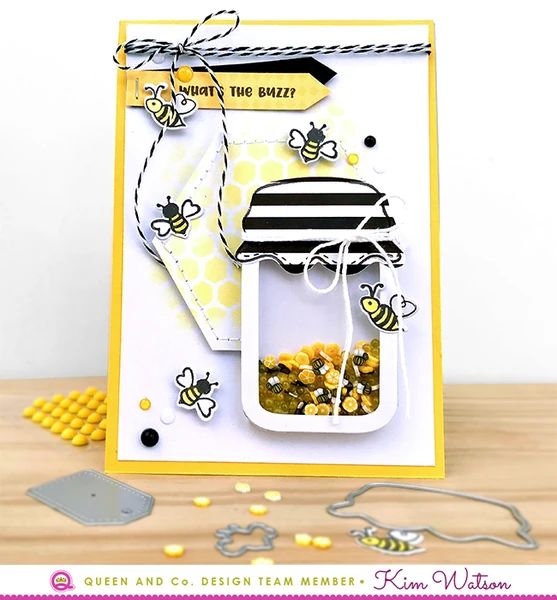 WHAT'S THE BUZZ?
QUEEN AND Co. DESIGN TEAM MEMBER • Kim Watson